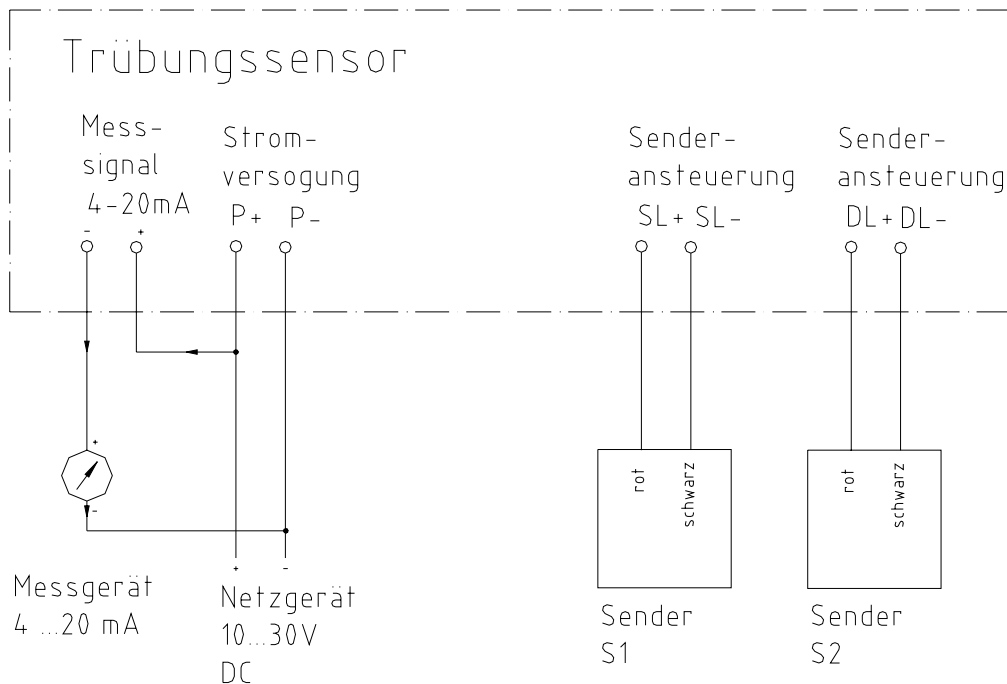 Trübungssensor
Mess-
signal
4-20mA
- +
Strom-
versogung
P+ P-
Sender-
ansteuerung
SL+ SL-
Sender-
ansteuerung
DL+ DL-
+
-
Messgerät
4 ...20 mA
+ -
Netzgerät
10...30V
DC
rot
schwarz
Sender
S1
rot
schwarz
Sender
S2